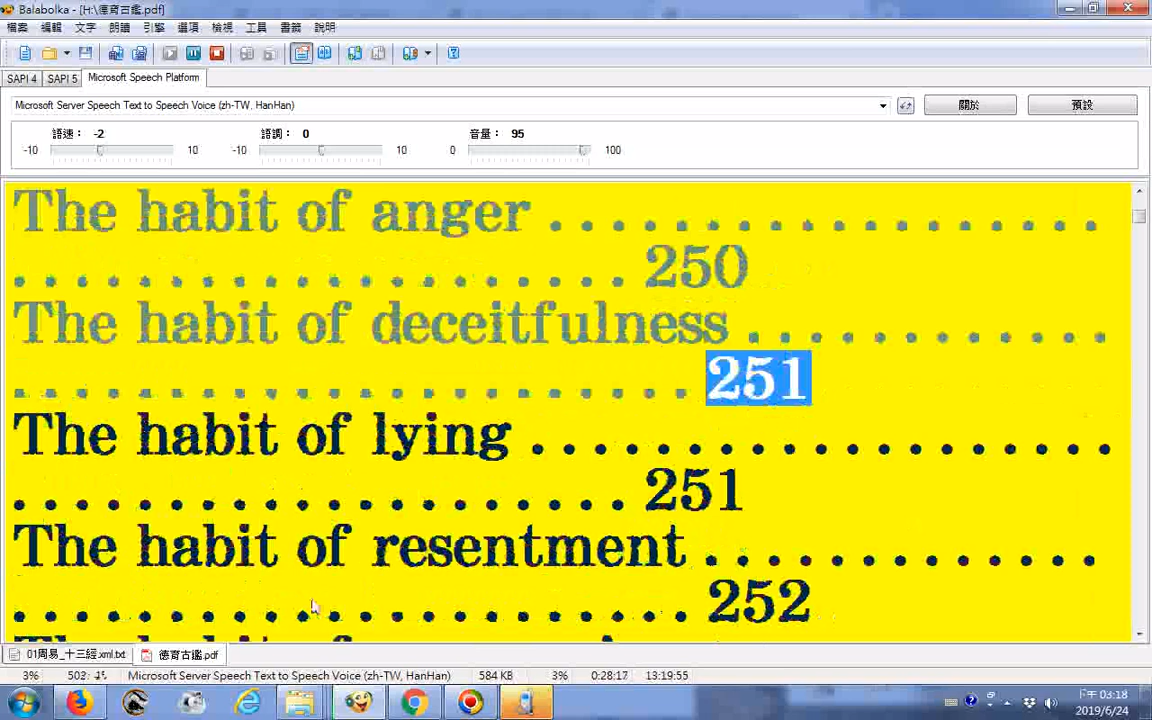 Balabolka - [H:\德育古鑑.pdf]
檔案 編輯 文字 朗讀 引擎 選項 檢視 工具 書籤 說明
SAPI 4 SAPI 5 Microsoft Speech Platform
Microsoft Server Speech Text to Speech Voice (zh-TW, HanHan) 關於 預設
語速： -2 語調： 0 音量： 95
-10 10 -10 10 0 100
The habit of anger . . . . . . . . . . . . . . . . . .
. . . . . . . . . . . . . . . . . . . . 250
The habit of deceitfulness . . . . . . . . . . . .
. . . . . . . . . . . . . . . . . . . . . . 251
The habit of lying . . . . . . . . . . . . . . . . . . .
. . . . . . . . . . . . . . . . . . . . 251
The habit of resentment . . . . . . . . . . . . .
. . . . . . . . . . . . . . . . . . . . . . 252
01周易_十三經.xml.txt 德育古鑑.pdf
3% 502: 45 Microsoft Server Speech Text to Speech Voice (zh-TW, HanHan) 584 KB 3% 0:28:17 13:19:55
下午 03:18
2019/6/24